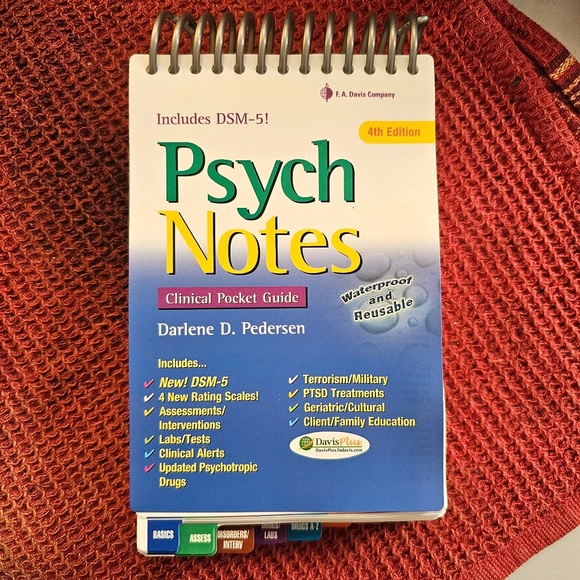 F. A. Davis Company
Includes DSM-5!
4th Edition
Psych
Notes
Clinical Pocket Guide
Waterproof
and
Reusable
Darlene D. Pedersen
Includes...
New! DSM-5
4 New Rating Scales!
Assessments/
Interventions
Labs/Tests
Clinical Alerts
Updated Psychotropic
Drugs
Terrorism/Military
PTSD Treatments
Geriatric/Cultural
Client/Family Education
DavisPlus
DavisPlus.fadavis.com
BASICS
ASSESS
DISORDERS/
INTERV
DRUGS/
LABS
DRUGS A-Z